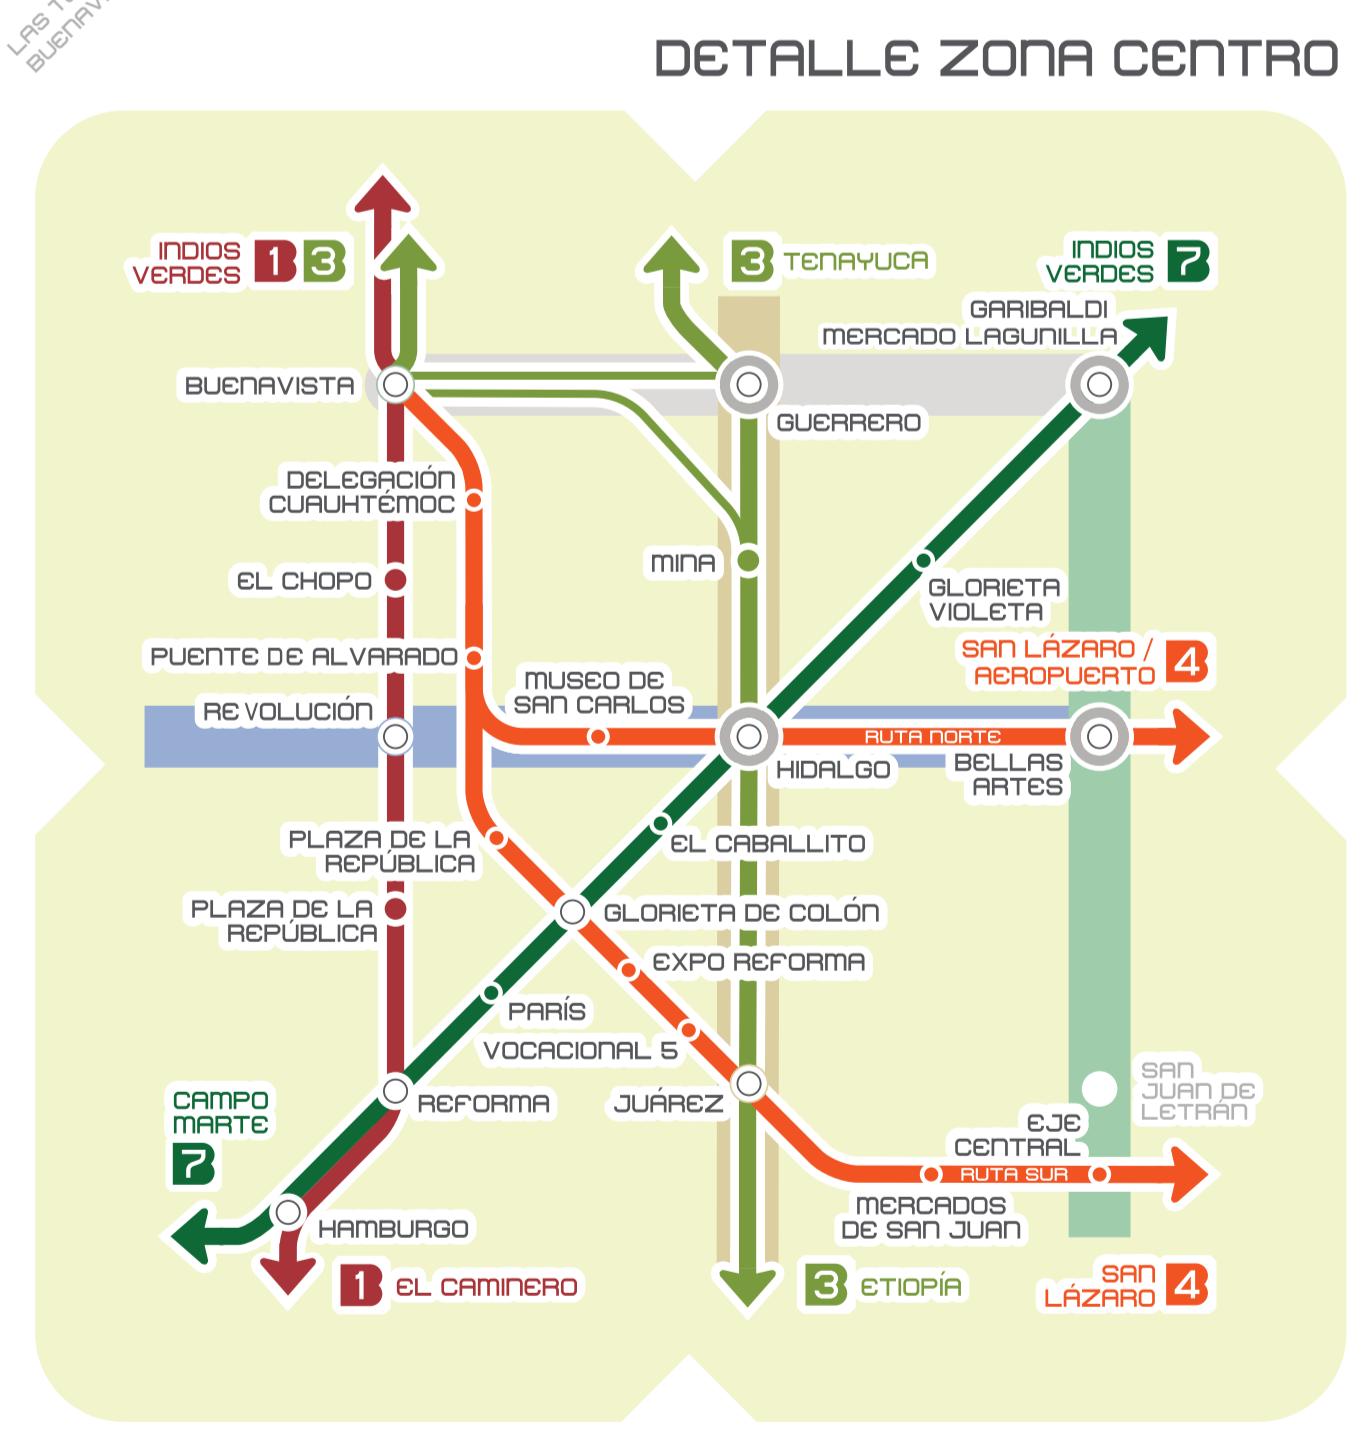 DETALLE ZONA CENTRO
INDIOS
VERDES
1
3
3
TENAYUCA
INDIOS
VERDES
7
GARIBALDI
MERCADO LAGUNILLA
BUENAVISTA
GUERRERO
DELEGACIÓN
CUAUHTÉMOC
MINA
EL CHOPO
GLORIETA
VIOLETA
PUENTE DE ALVARADO
SAN LÁZARO /
AEROPUERTO
4
MUSEO DE
SAN CARLOS
REVOLUCIÓN
RUTA NORTE
HIDALGO
BELLAS
ARTES
PLAZA DE LA
REPÚBLICA
EL CABALLITO
PLAZA DE LA
REPÚBLICA
GLORIETA DE COLÓN
EXPO REFORMA
PARÍS
VOCACIONAL 5
SAN
JUAN DE
LETRÁN
CAMPO
MARTE
7
REFORMA
JUÁREZ
EJE
CENTRAL
RUTA SUR
MERCADOS
DE SAN JUAN
HAMBURGO
1
EL CAMINERO
3
ETIOPÍA
SAN
LÁZARO
4